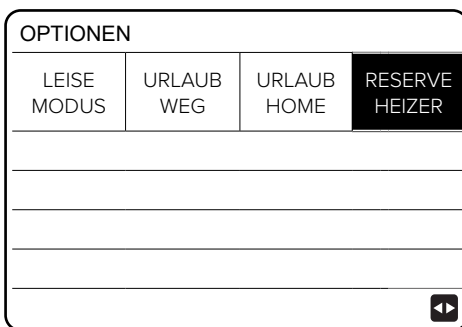 OPTIONEN
LEISE MODUS
URLAUB WEG
URLAUB HOME
RESERVE HEIZER